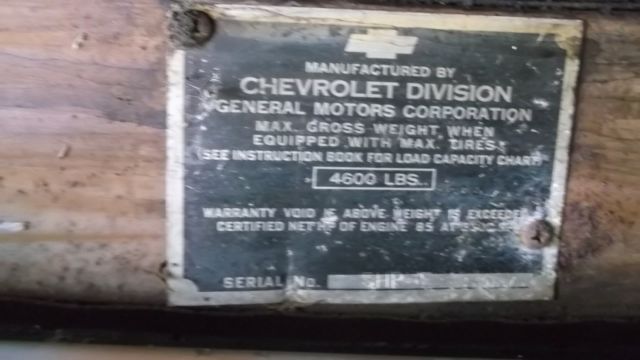 MANUFACTURED BY
CHEVROLET DIVISION
GENERAL MOTORS CORPORATION
MAX. GROSS WEIGHT, WHEN
EQUIPPED WITH MAX. TIRES.
(SEE INSTRUCTION BOOK FOR LOAD CAPACITY CHART)
4600 LBS.
WARRANTY VOID IF ABOVE WEIGHT IS EXCEEDED
CERTIFIED NET HP OF ENGINE 85 AT
SERIAL No.